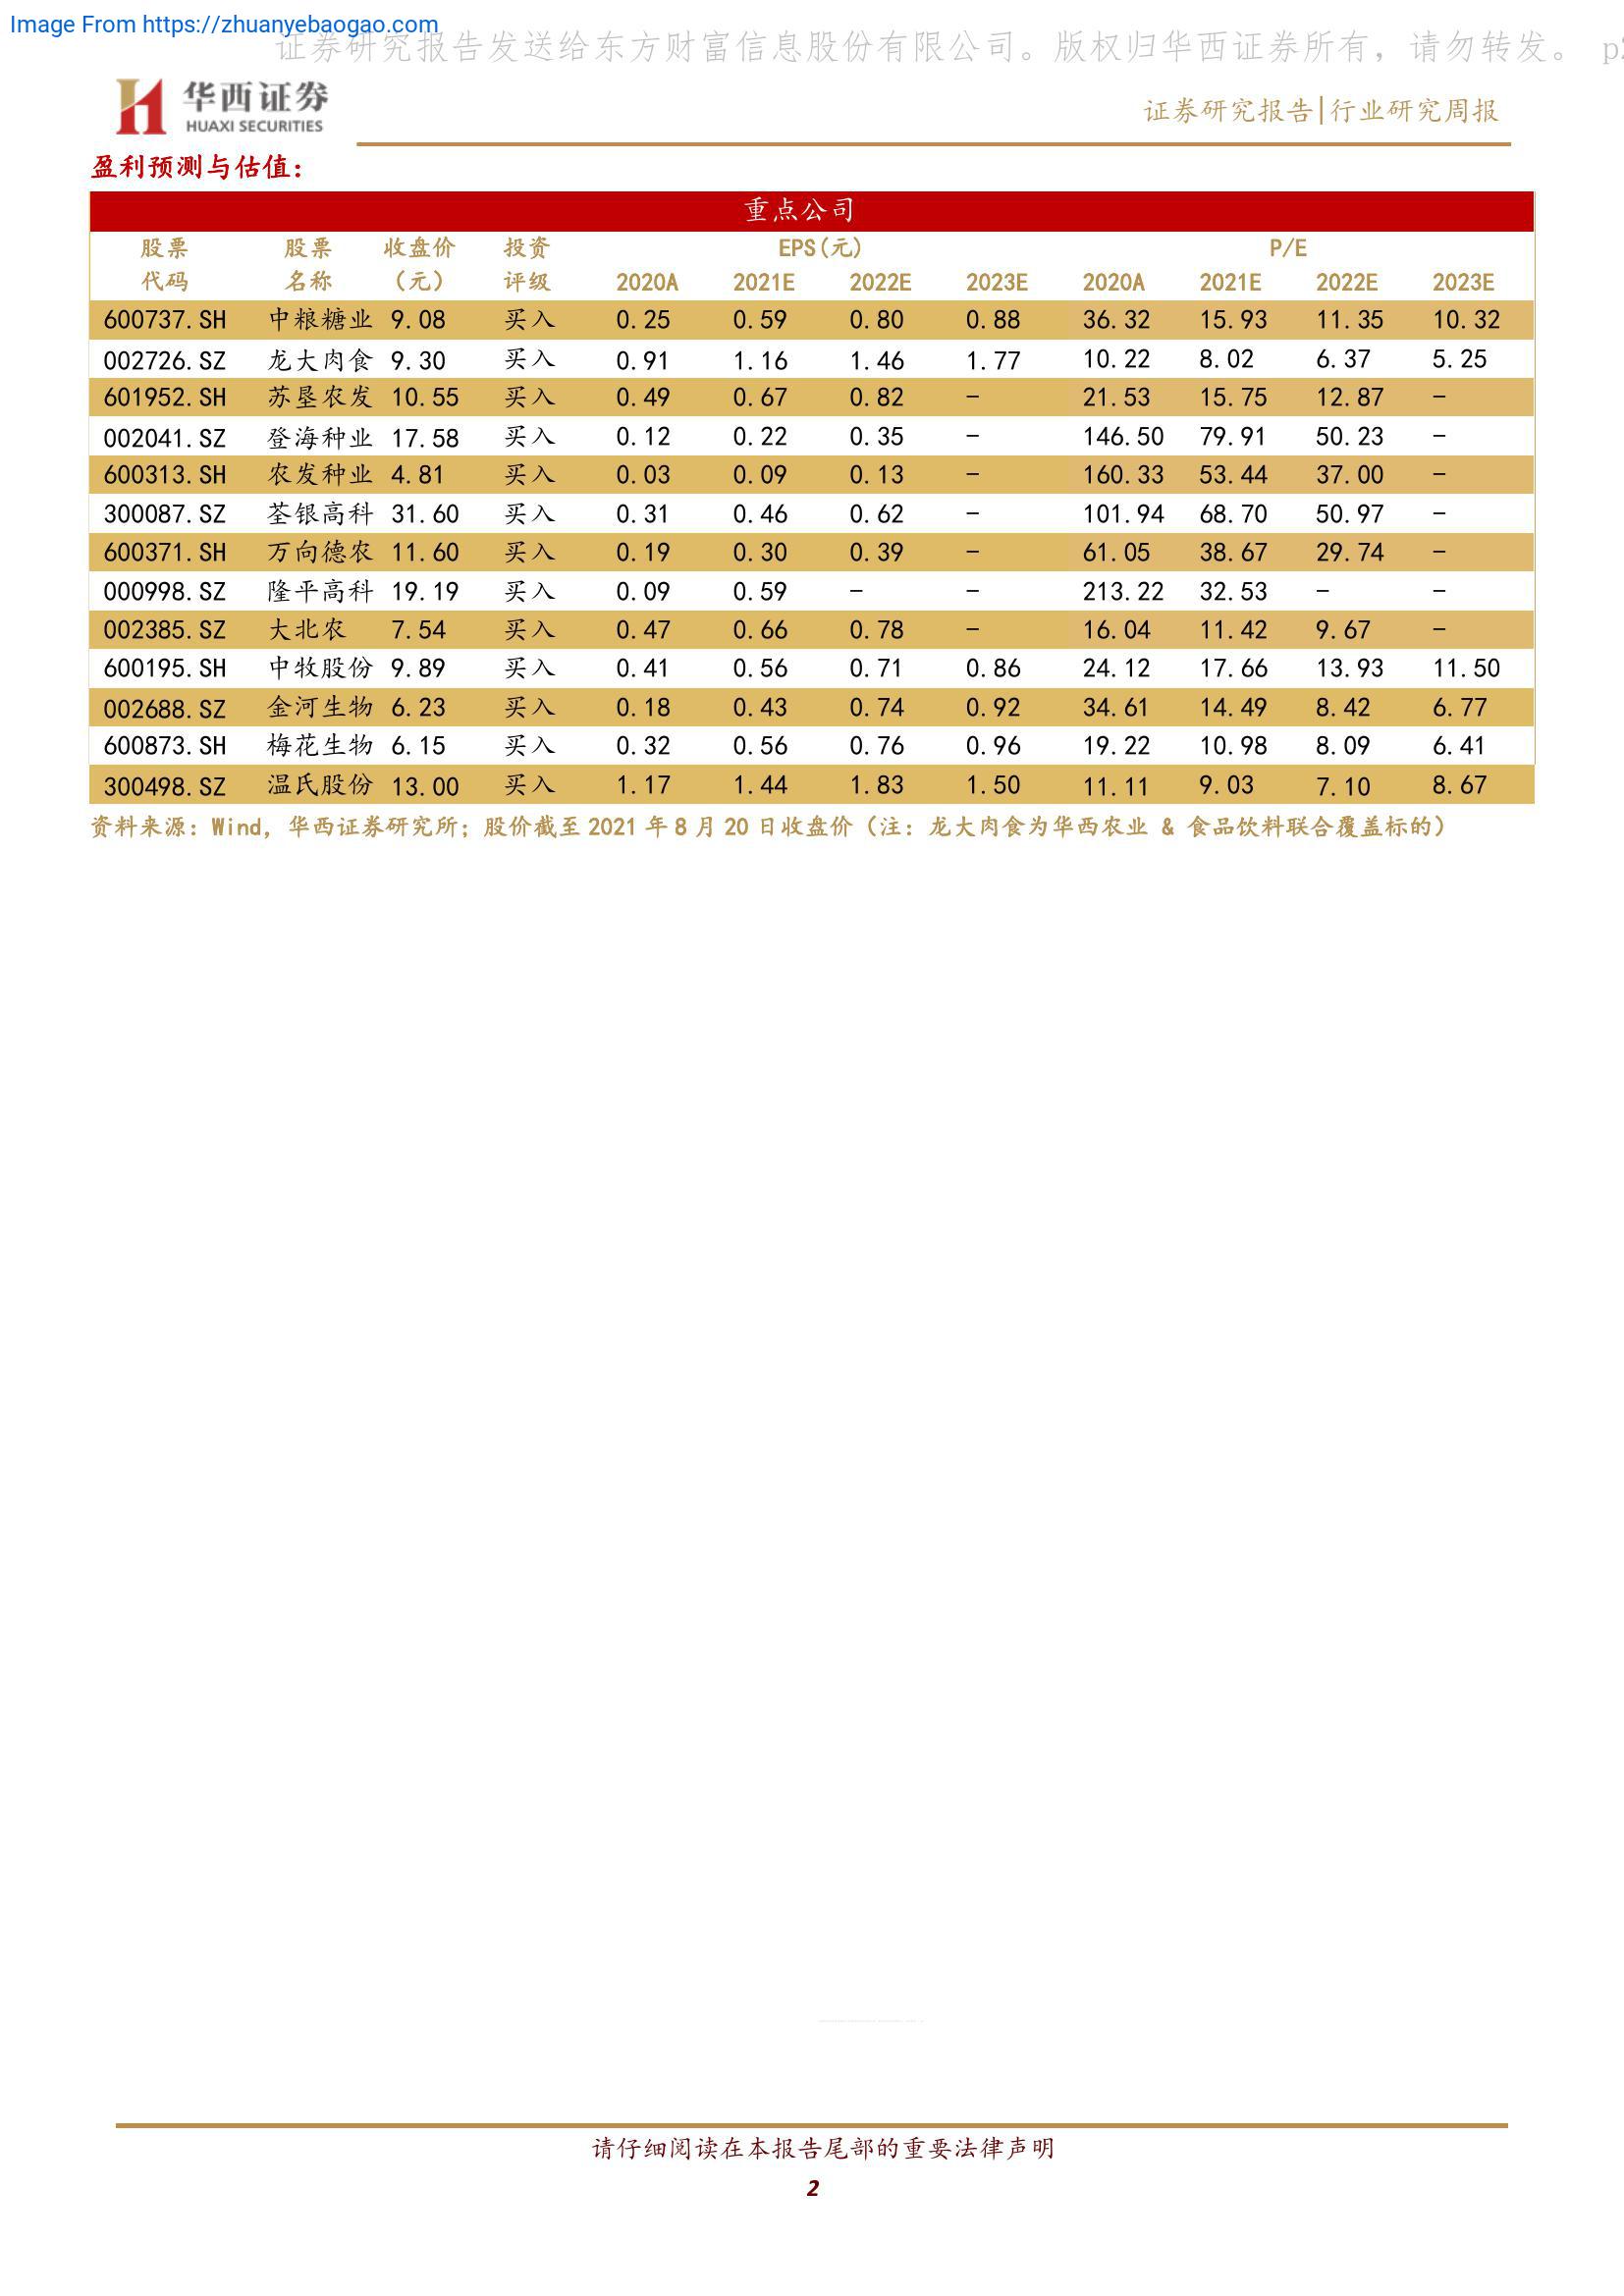 Image From https://zhuanyebaogao.com
证券研究报告发送给东方财富信息股份有限公司。版权归华西证券所有，请勿转发。 p2
华西证券
HUAXI SECURITIES
证券研究报告|行业研究周报
盈利预测与估值：
重点公司
股票 股票 收盘价 投资 EPS(元) P/E
代码 名称 （元） 评级 2020A 2021E 2022E 2023E 2020A 2021E 2022E 2023E
600737.SH 中粮糖业 9.08 买入 0.25 0.59 0.80 0.88 36.32 15.93 11.35 10.32
002726.SZ 龙大肉食 9.30 买入 0.91 1.16 1.46 1.77 10.22 8.02 6.37 5.25
601952.SH 苏垦农发 10.55 买入 0.49 0.67 0.82 - 21.53 15.75 12.87 -
002041.SZ 登海种业 17.58 买入 0.12 0.22 0.35 - 146.50 79.91 50.23 -
600313.SH 农发种业 4.81 买入 0.03 0.09 0.13 - 160.33 53.44 37.00 -
300087.SZ 荃银高科 31.60 买入 0.31 0.46 0.62 - 101.94 68.70 50.97 -
600371.SH 万向德农 11.60 买入 0.19 0.30 0.39 - 61.05 38.67 29.74 -
000998.SZ 隆平高科 19.19 买入 0.09 0.59 - - 213.22 32.53 - -
002385.SZ 大北农 7.54 买入 0.47 0.66 0.78 - 16.04 11.42 9.67 -
600195.SH 中牧股份 9.89 买入 0.41 0.56 0.71 0.86 24.12 17.66 13.93 11.50
002688.SZ 金河生物 6.23 买入 0.18 0.43 0.74 0.92 34.61 14.49 8.42 6.77
600873.SH 梅花生物 6.15 买入 0.32 0.56 0.76 0.96 19.22 10.98 8.09 6.41
300498.SZ 温氏股份 13.00 买入 1.17 1.44 1.83 1.50 11.11 9.03 7.10 8.67
资料来源：Wind，华西证券研究所；股价截至 2021 年 8 月 20 日收盘价（注：龙大肉食为华西农业 & 食品饮料联合覆盖标的）
请仔细阅读在本报告尾部的重要法律声明
2